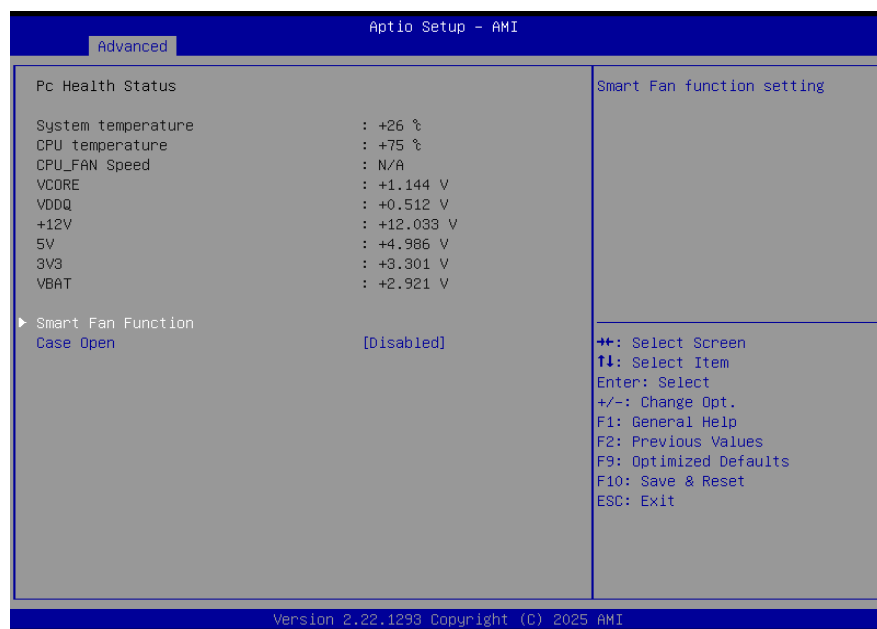 Aptio Setup – AMI
Advanced
Pc Health Status
System temperature : +26 ℃
CPU temperature : +75 ℃
CPU_FAN Speed : N/A
VCORE : +1.144 V
VDDQ : +0.512 V
+12V : +12.033 V
5V : +4.986 V
3V3 : +3.301 V
VBAT : +2.921 V
▶ Smart Fan Function
Case Open [Disabled]
Smart Fan function setting
→←: Select Screen
↑↓: Select Item
Enter: Select
+/-: Change Opt.
F1: General Help
F2: Previous Values
F9: Optimized Defaults
F10: Save & Reset
ESC: Exit
Version 2.22.1293 Copyright (C) 2025 AMI